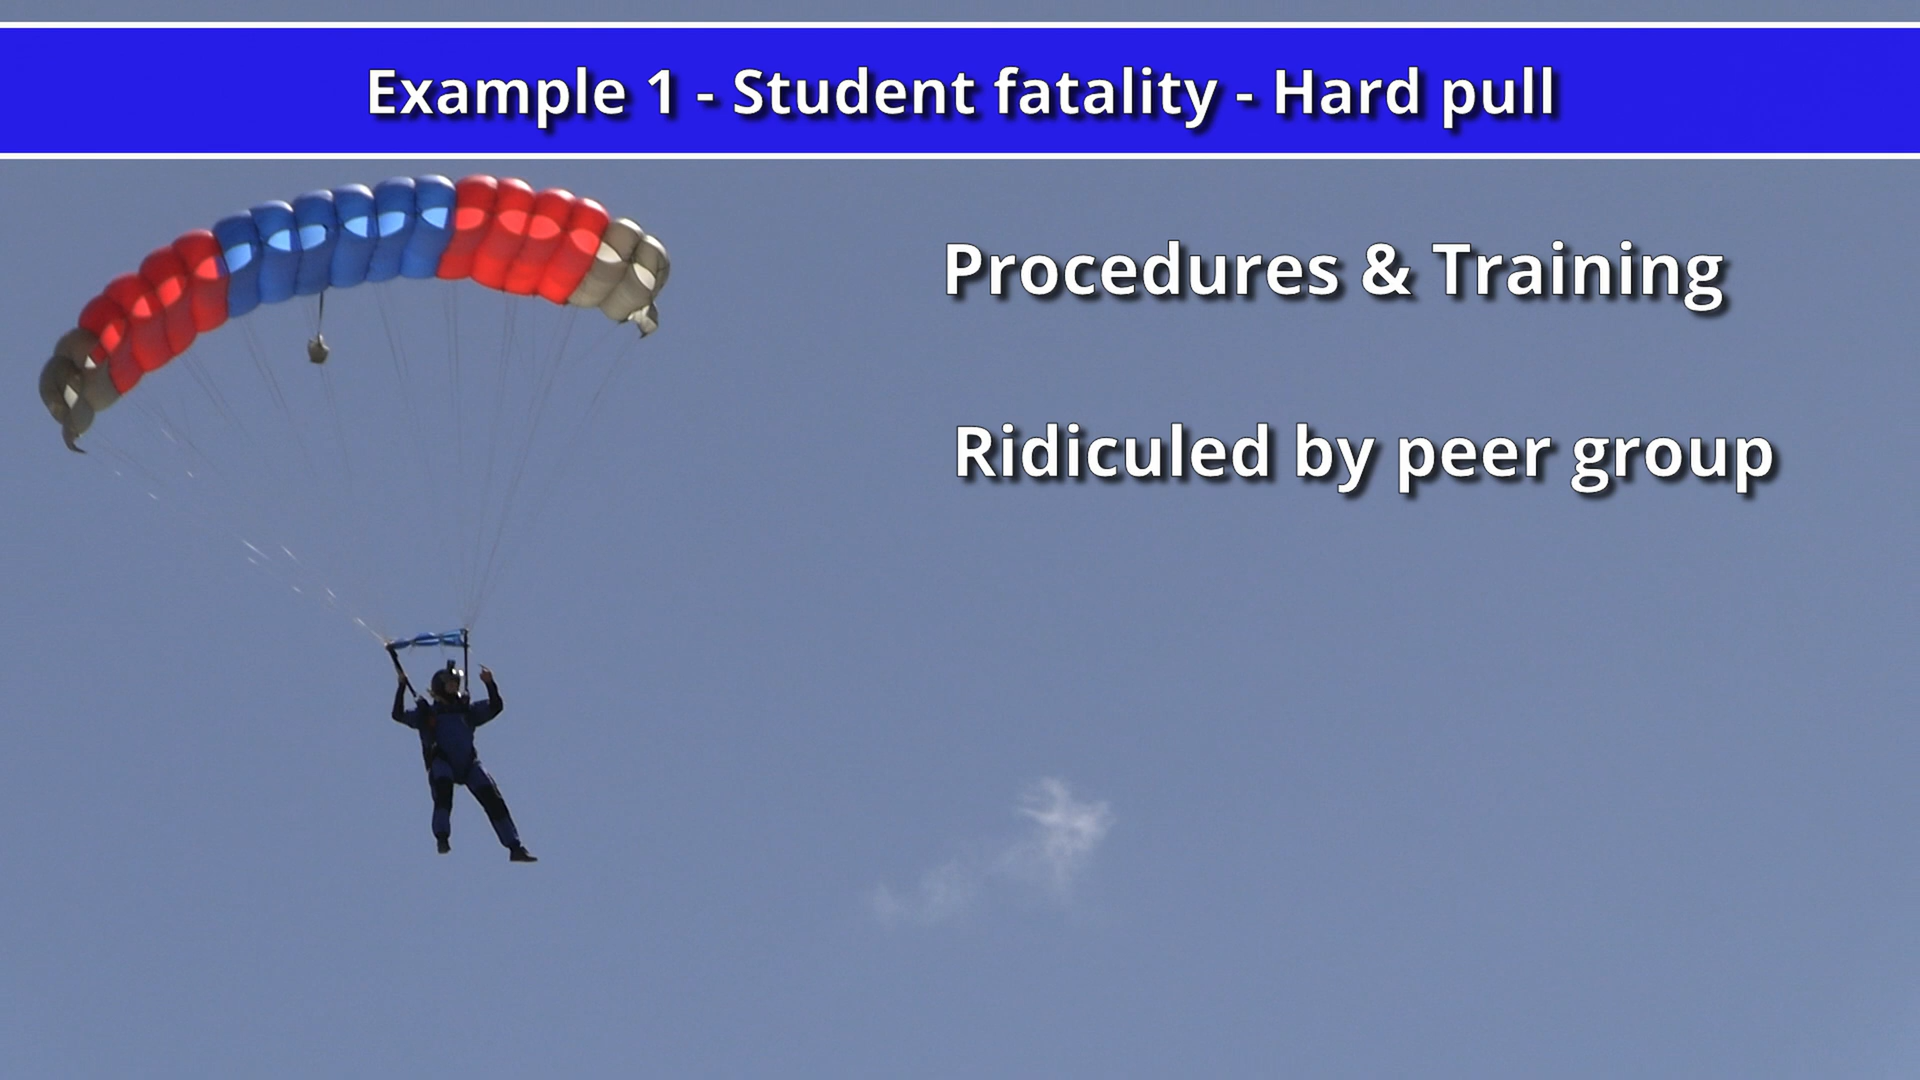 Example 1 - Student fatality - Hard pull
Procedures & Training
Ridiculed by peer group